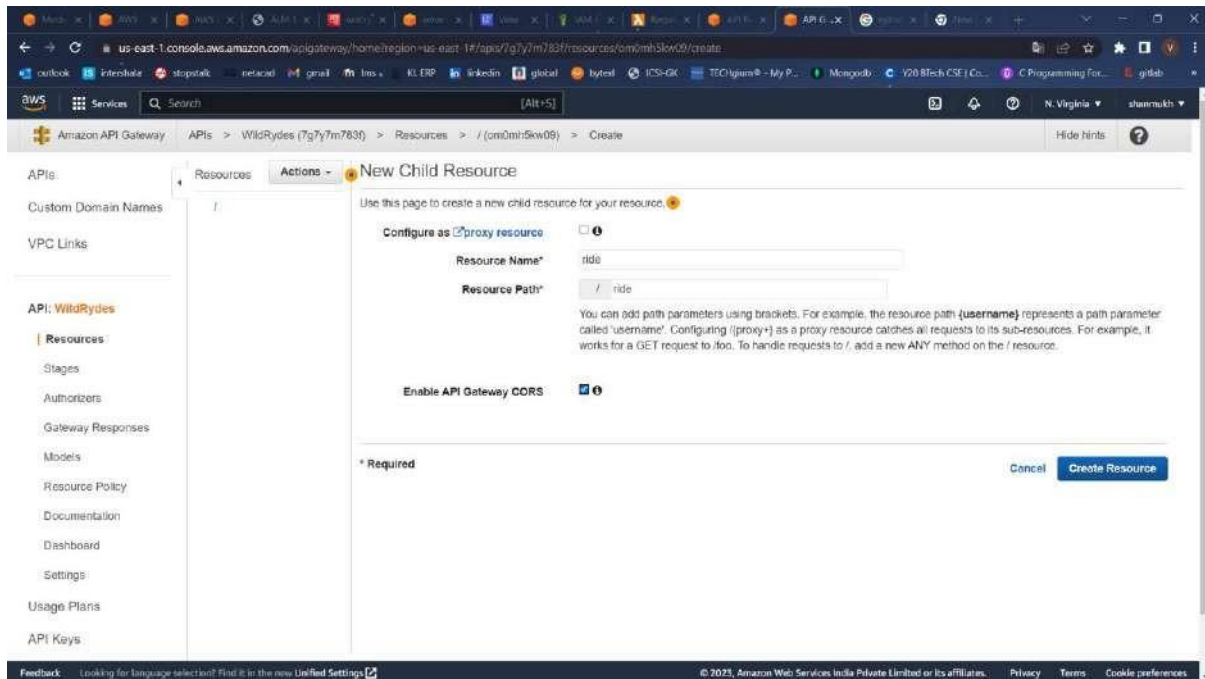 us-east-1.console.aws.amazon.com/apigateway/home?region=us-east-1#/apis/7g7y7m783f/resources/om0mh5kw09/create
outlook intershala stopstalk netacad gmail lms KL ERP linkedin global bytexl ICSI-GK TECHgium® - My P... Mongodb Y20 BTech CSE | Co... C Programming For... gitlab
aws Services Search [Alt+S] N. Virginia shanmukh
Amazon API Gateway APIs > WildRydes (7g7y7m783f) > Resources > / (om0mh5kw09) > Create Hide hints
APIs
Custom Domain Names
VPC Links
API: WildRydes
Resources
Stages
Authorizers
Gateway Responses
Models
Resource Policy
Documentation
Dashboard
Settings
Usage Plans
API Keys
Resources Actions
/
New Child Resource
Use this page to create a new child resource for your resource.
Configure as proxy resource
Resource Name* ride
Resource Path* / ride
You can add path parameters using brackets. For example, the resource path {username} represents a path parameter
called 'username'. Configuring /{proxy+} as a proxy resource catches all requests to its sub-resources. For example, it
works for a GET request to /foo. To handle requests to /, add a new ANY method on the / resource.
Enable API Gateway CORS
* Required
Cancel Create Resource
Feedback Looking for language selection? Find it in the new Unified Settings © 2023, Amazon Web Services India Private Limited or its affiliates. Privacy Terms Cookie preferences